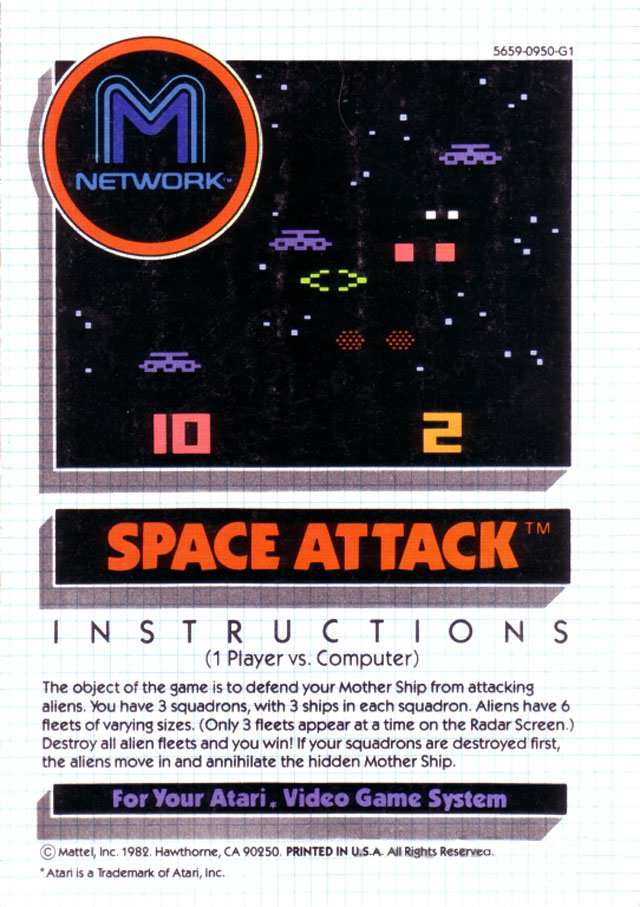 5659-0950-G1
M
NETWORK™
10 2
SPACE ATTACK™
INSTRUCTIONS
(1 Player vs. Computer)
The object of the game is to defend your Mother Ship from attacking
aliens. You have 3 squadrons, with 3 ships in each squadron. Aliens have 6
fleets of varying sizes. (Only 3 fleets appear at a time on the Radar Screen.)
Destroy all alien fleets and you win! If your squadrons are destroyed first,
the aliens move in and annihilate the hidden Mother Ship.
For Your Atari® Video Game System
© Mattel, Inc. 1982. Hawthorne, CA 90250. PRINTED IN U.S.A. All Rights Reserved.
*Atari is a Trademark of Atari, Inc.